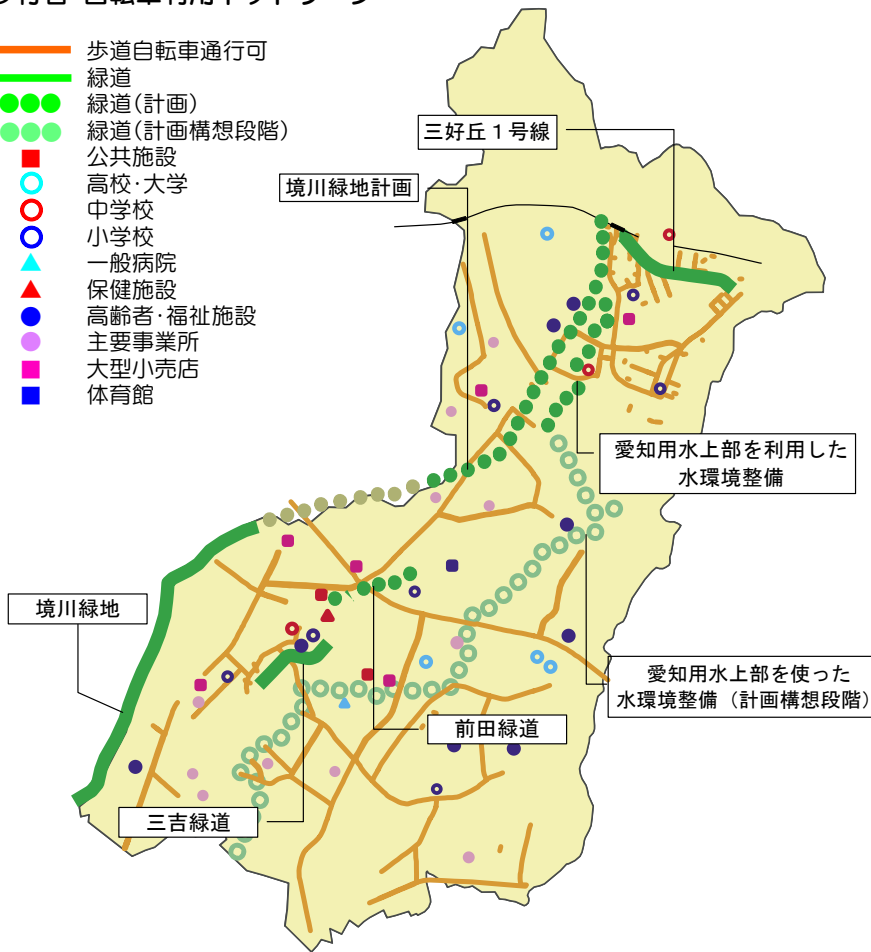 歩道自転車通行可
緑道
緑道(計画)
緑道(計画構想段階)
公共施設
高校・大学
中学校
小学校
一般病院
保健施設
高齢者・福祉施設
主要事業所
大型小売店
体育館
三好丘1号線
境川緑地計画
愛知用水上部を利用した
水環境整備
境川緑地
愛知用水上部を使った
水環境整備(計画構想段階)
前田緑道
三吉緑道